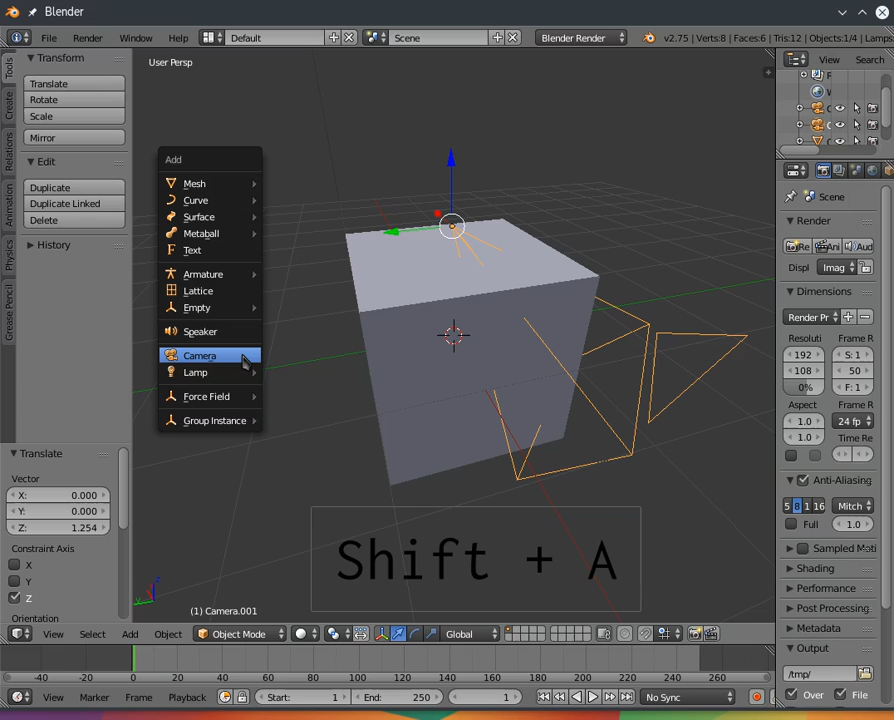 Blender
File Render Window Help Default Scene Blender Render v2.75 | Verts:8 | Faces:6 | Tris:12 | Objects:1/4 | Lamps:
Transform
Translate
Rotate
Scale
Mirror
Edit
Duplicate
Duplicate Linked
Delete
History
Tools
Create
Relations
Animation
Physics
Grease Pencil
Translate
Vector
X: 0.000
Y: 0.000
Z: 1.254
Constraint Axis
X
Y
Z
Orientation
User Persp
Add
Mesh
Curve
Surface
Metaball
Text
Armature
Lattice
Empty
Speaker
Camera
Lamp
Force Field
Group Instance
Shift + A
(1) Camera.001
View Select Add Object Object Mode Global
-40 -20 0 20 40 60 80 100 120 140 160 180 200 220 240 260
View Marker Frame Playback Start: 1 End: 250 1 No Sync
View Search
Scene
Render
Re Ani Aud
Displ Imag
Dimensions
Render Pr
Resoluti Frame R
192 S: 1
108 50
0% F: 1
Aspect Frame R
1.0 24 fp
1.0 Time Re
Anti-Aliasing
5 8 1 16 Mitch
Full 1.0
Sampled Moti
Shading
Performance
Post Processing
Metadata
Output
/tmp/
Over File